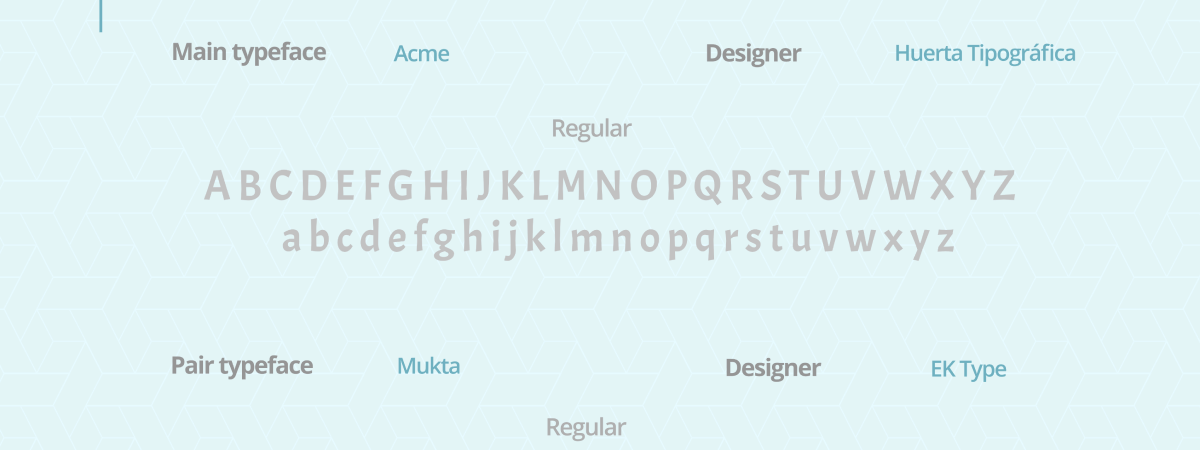 Main typeface Acme Designer Huerta Tipográfica
Regular
A B C D E F G H I J K L M N O P Q R S T U V W X Y Z
a b c d e f g h i j k l m n o p q r s t u v w x y z
Pair typeface Mukta Designer EK Type
Regular